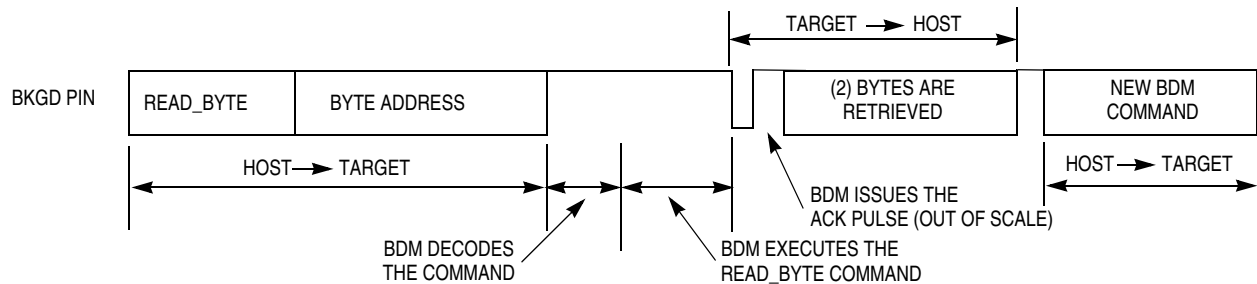 TARGET → HOST
BKGD PIN
READ_BYTE
BYTE ADDRESS
(2) BYTES ARE
RETRIEVED
NEW BDM
COMMAND
HOST → TARGET
HOST → TARGET
BDM ISSUES THE
ACK PULSE (OUT OF SCALE)
BDM DECODES
THE COMMAND
BDM EXECUTES THE
READ_BYTE COMMAND